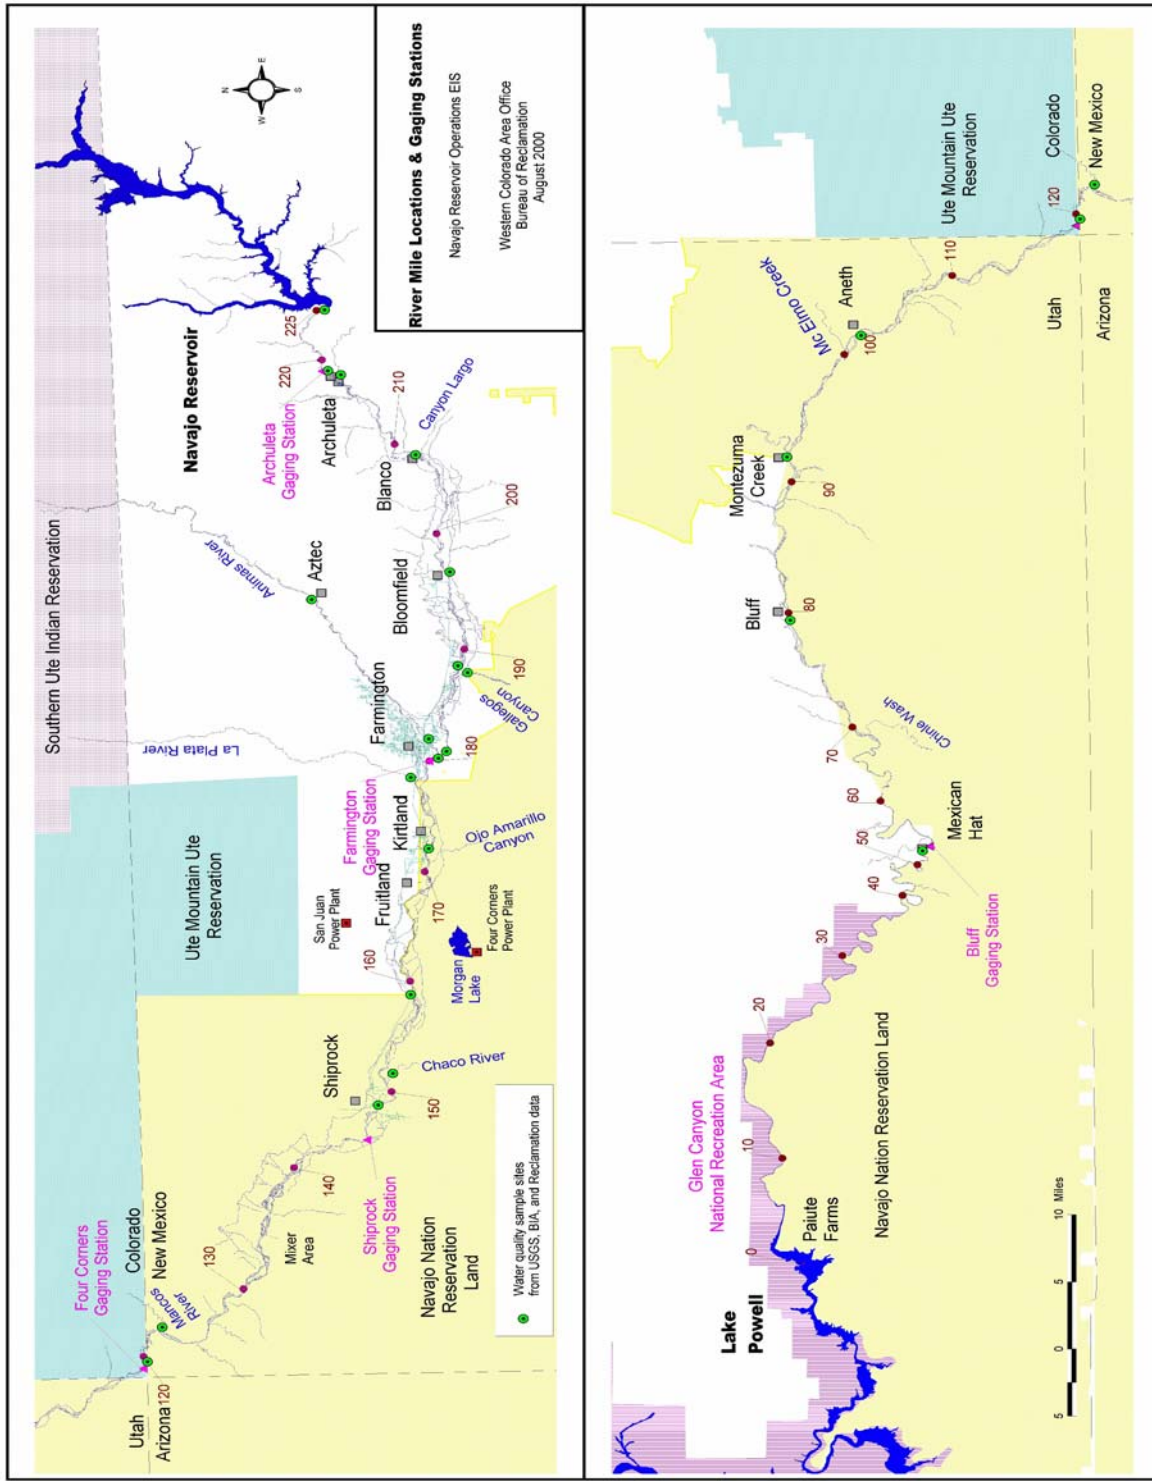 River Mile Locations & Gaging Stations
Navajo Reservoir Operations EIS
Western Colorado Area Office
Bureau of Reclamation
August 2000
N
W
E
S
Southern Ute Indian Reservation
Navajo Reservoir
225
220
Archuleta
Gaging Station
Archuleta
210
Canyon Largo
Blanco
200
Animas River
Aztec
Bloomfield
190
Gallegos
Canyon
Farmington
180
La Plata River
Farmington
Gaging Station
Kirtland
Ojo Amarillo
Canyon
Fruitland
170
Ute Mountain Ute
Reservation
San Juan
Power Plant
Four Corners
Power Plant
Morgan
Lake
160
Shiprock
Chaco River
150
Shiprock
Gaging Station
140
Mixer
Area
130
Navajo Nation
Reservation
Land
Four Corners
Gaging Station
Colorado
New Mexico
Mancos
River
Utah
Arizona
120
Water quality sample sites
from USGS, BIA, and Reclamation data
Colorado
New Mexico
120
Ute Mountain Ute
Reservation
Utah
Arizona
110
Mc Elmo Creek
Aneth
100
Montezuma
Creek
90
Bluff
80
Chinle Wash
70
60
Mexican
Hat
50
40
Bluff
Gaging Station
30
20
Glen Canyon
National Recreation Area
Navajo Nation Reservation Land
10
Paiute
Farms
0
Lake
Powell
5
0
5
10
Miles